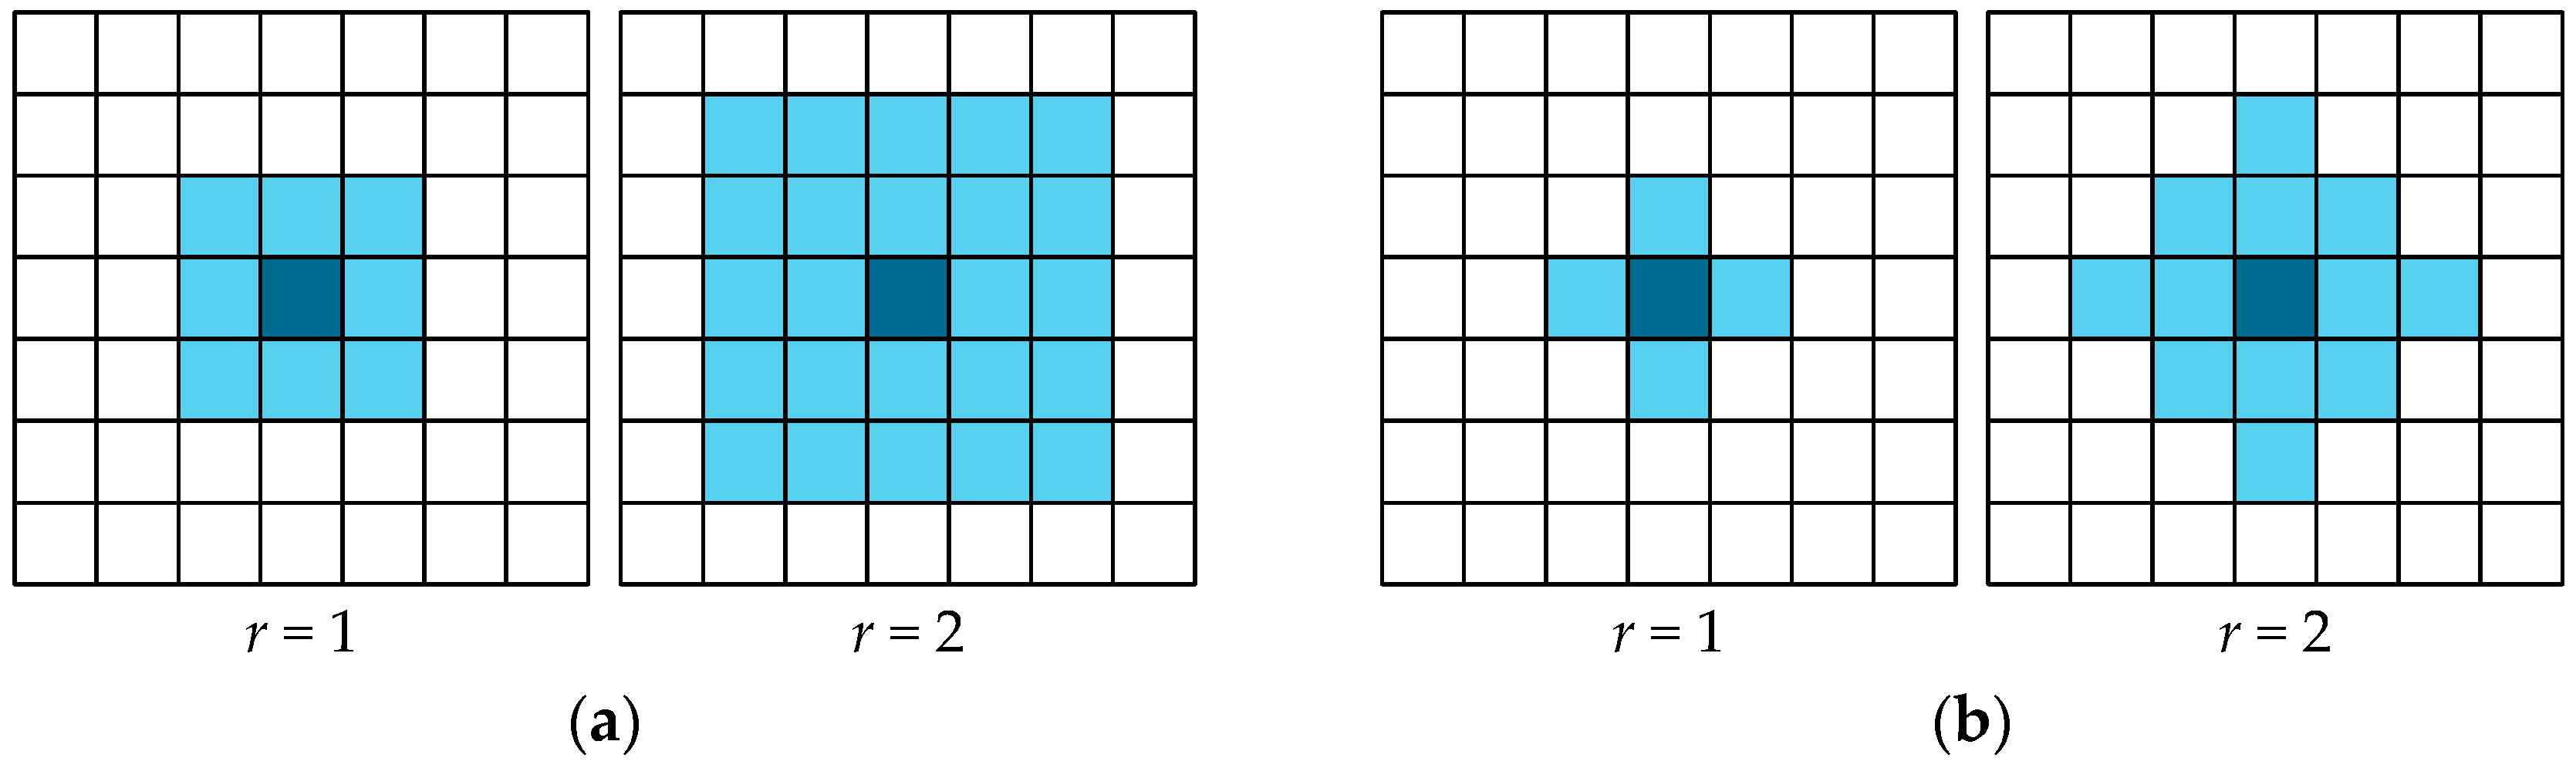 r = 1
r = 2
r = 1
r = 2
(a)
(b)